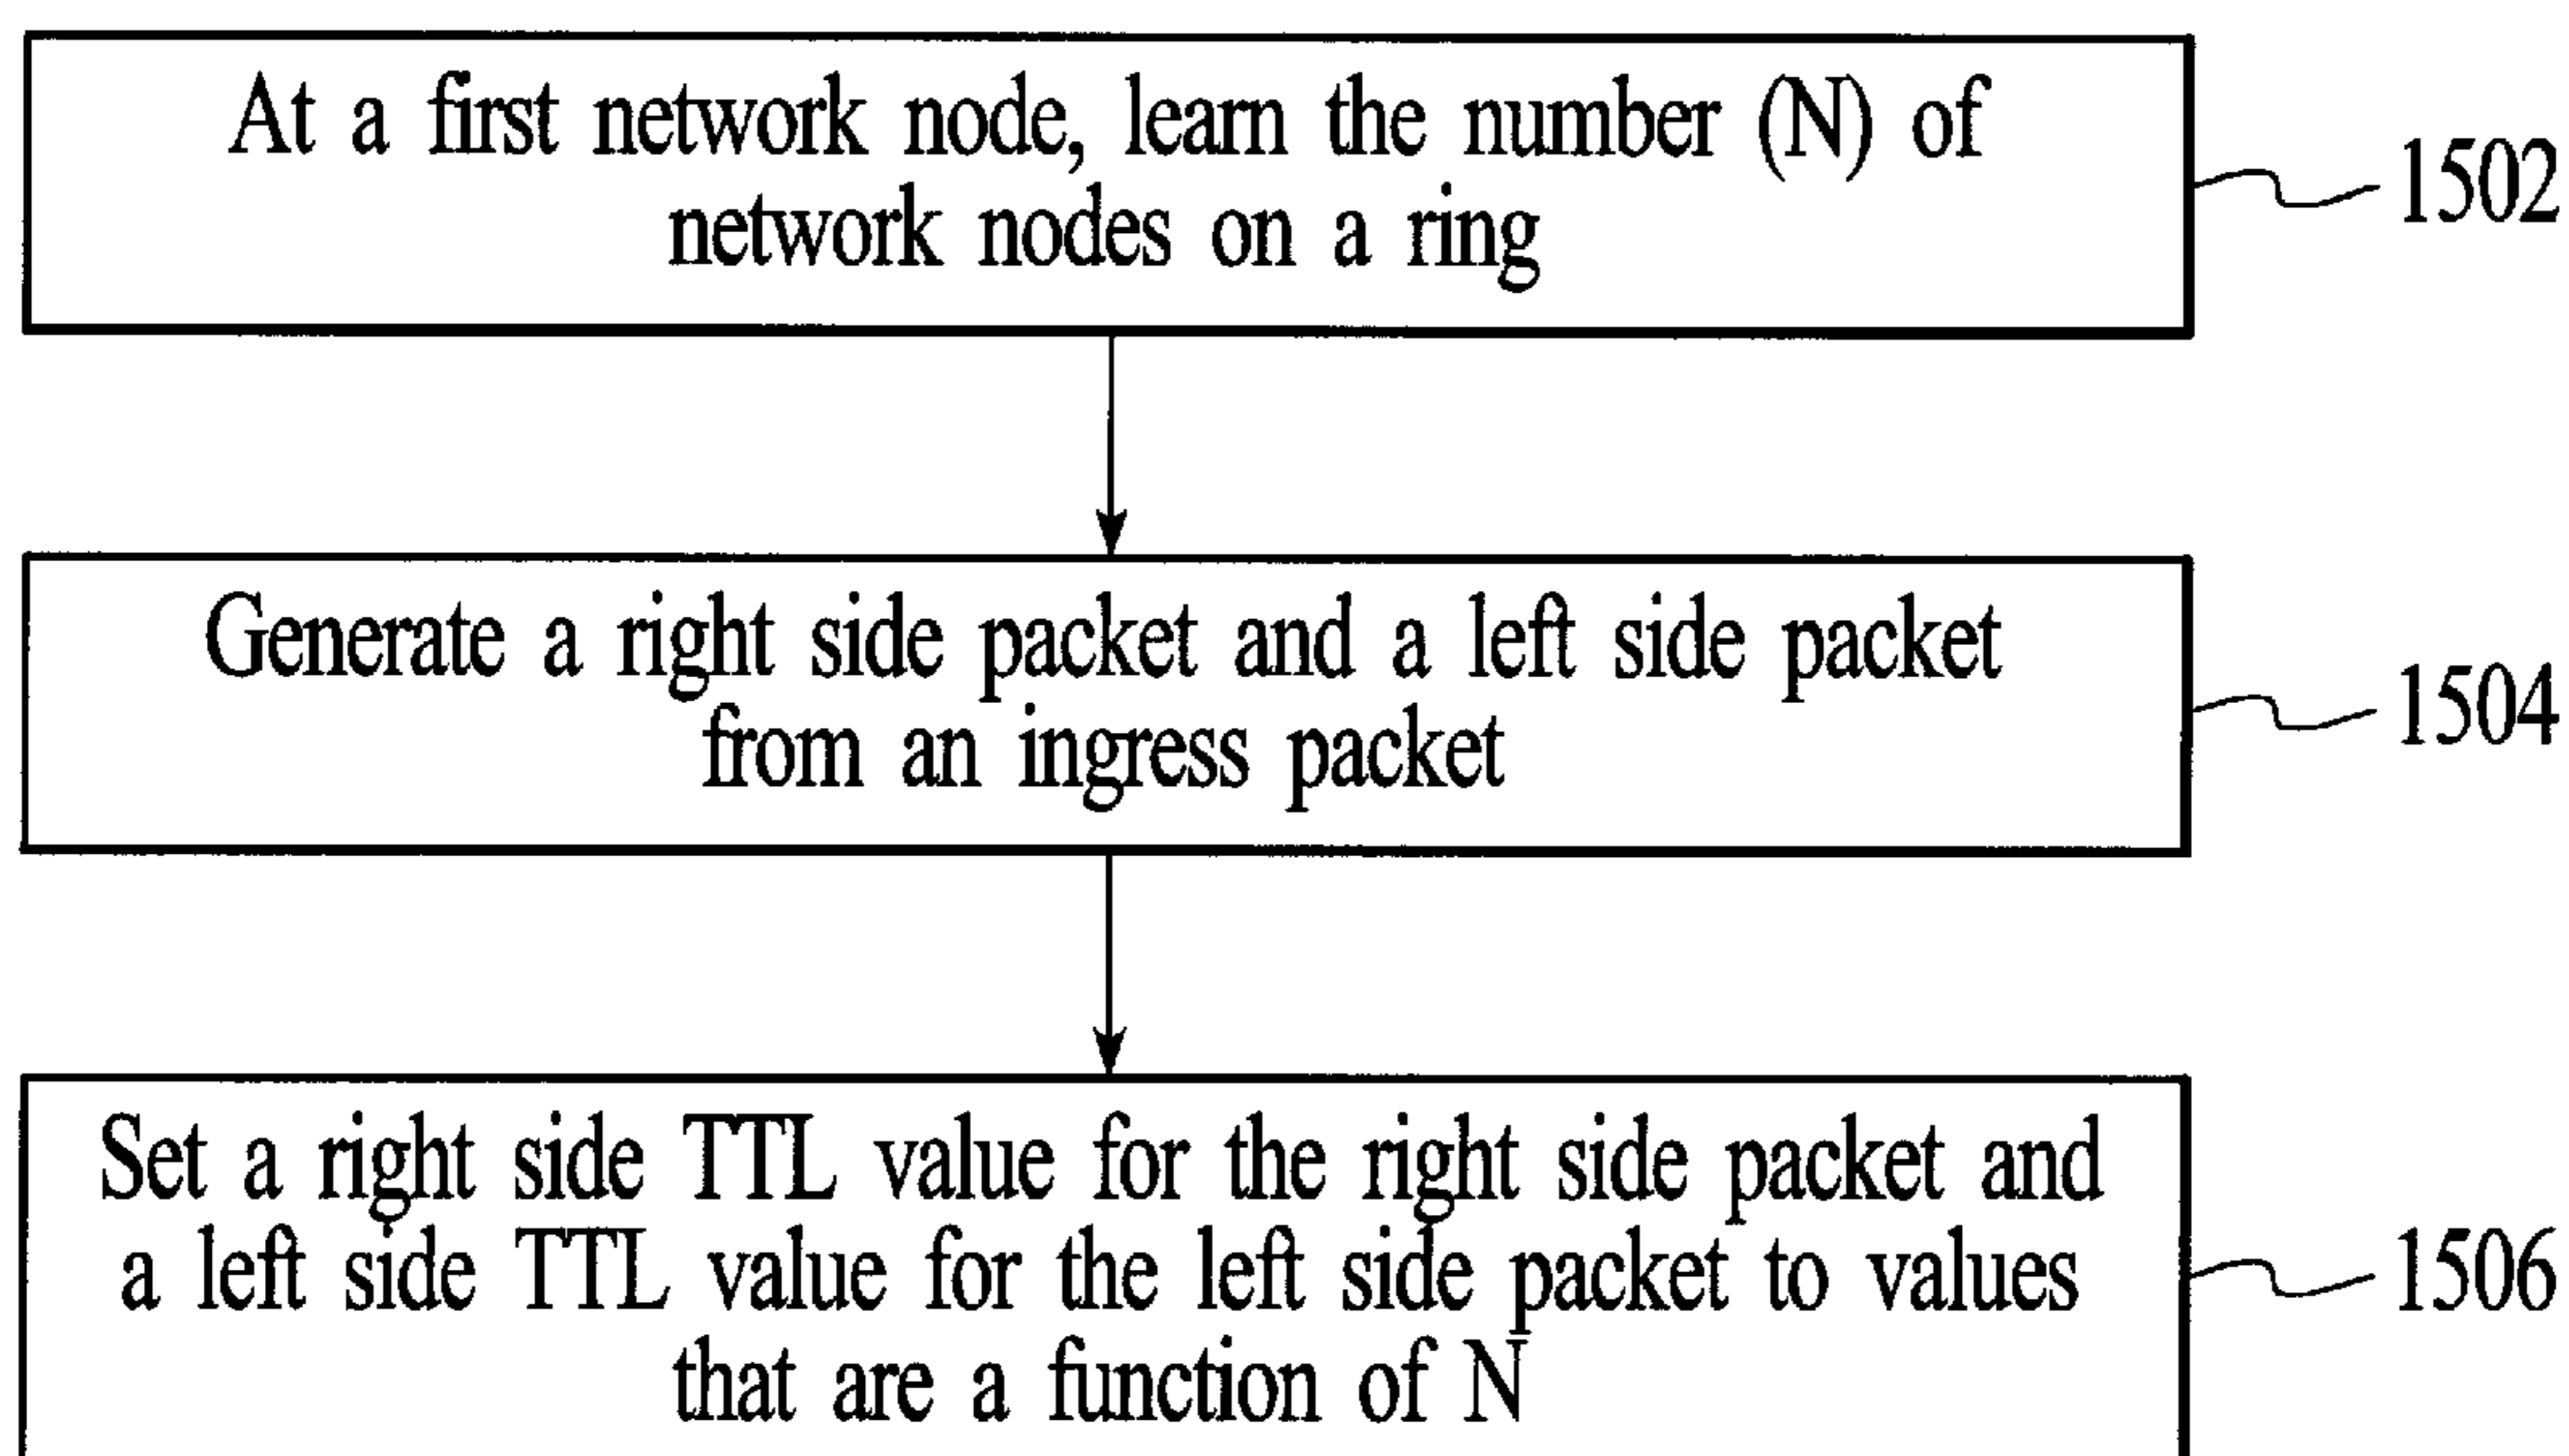 At a first network node, learn the number (N) of
network nodes on a ring
1502
Generate a right side packet and a left side packet
from an ingress packet
1504
Set a right side TTL value for the right side packet and
a left side TTL value for the left side packet to values
that are a function of N
1506